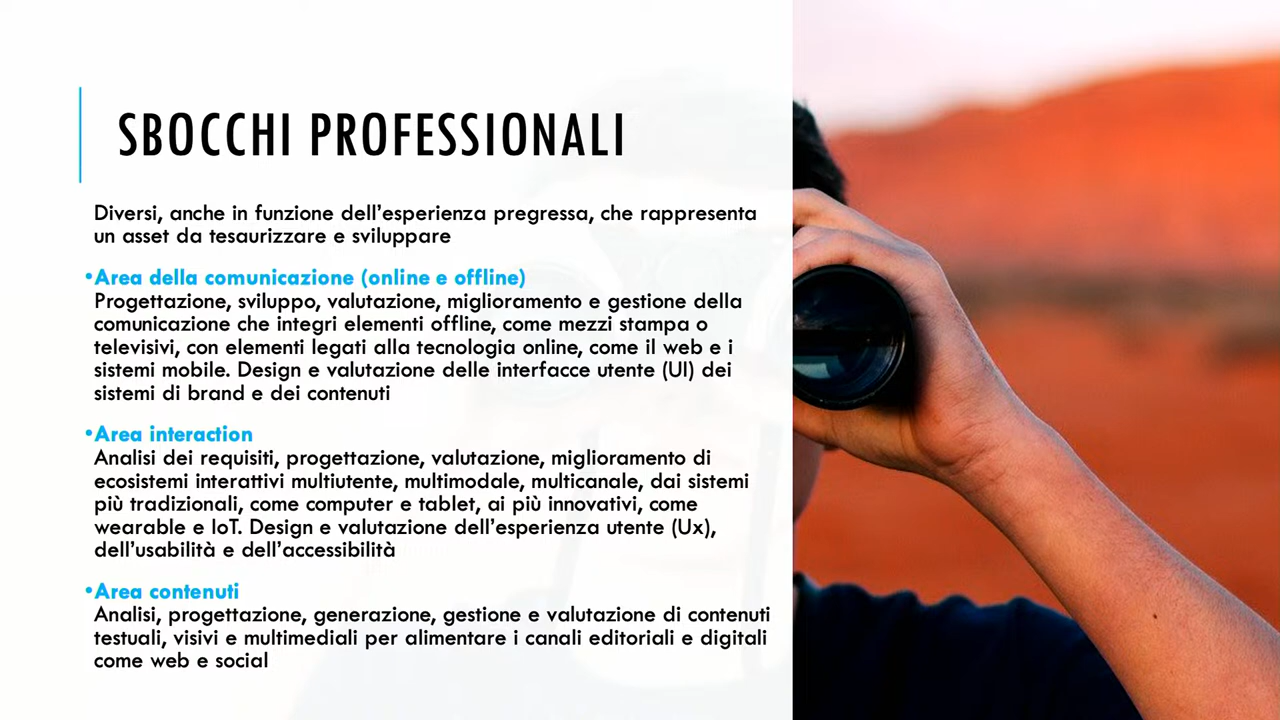 SBOCCHI PROFESSIONALI
Diversi, anche in funzione dell’esperienza pregressa, che rappresenta
un asset da tesaurizzare e sviluppare
•Area della comunicazione (online e offline)
Progettazione, sviluppo, valutazione, miglioramento e gestione della
comunicazione che integri elementi offline, come mezzi stampa o
televisivi, con elementi legati alla tecnologia online, come il web e i
sistemi mobile. Design e valutazione delle interfacce utente (UI) dei
sistemi di brand e dei contenuti
•Area interaction
Analisi dei requisiti, progettazione, valutazione, miglioramento di
ecosistemi interattivi multiutente, multimodale, multicanale, dai sistemi
più tradizionali, come computer e tablet, ai più innovativi, come
wearable e IoT. Design e valutazione dell’esperienza utente (Ux),
dell’usabilità e dell’accessibilità
•Area contenuti
Analisi, progettazione, generazione, gestione e valutazione di contenuti
testuali, visivi e multimediali per alimentare i canali editoriali e digitali
come web e social